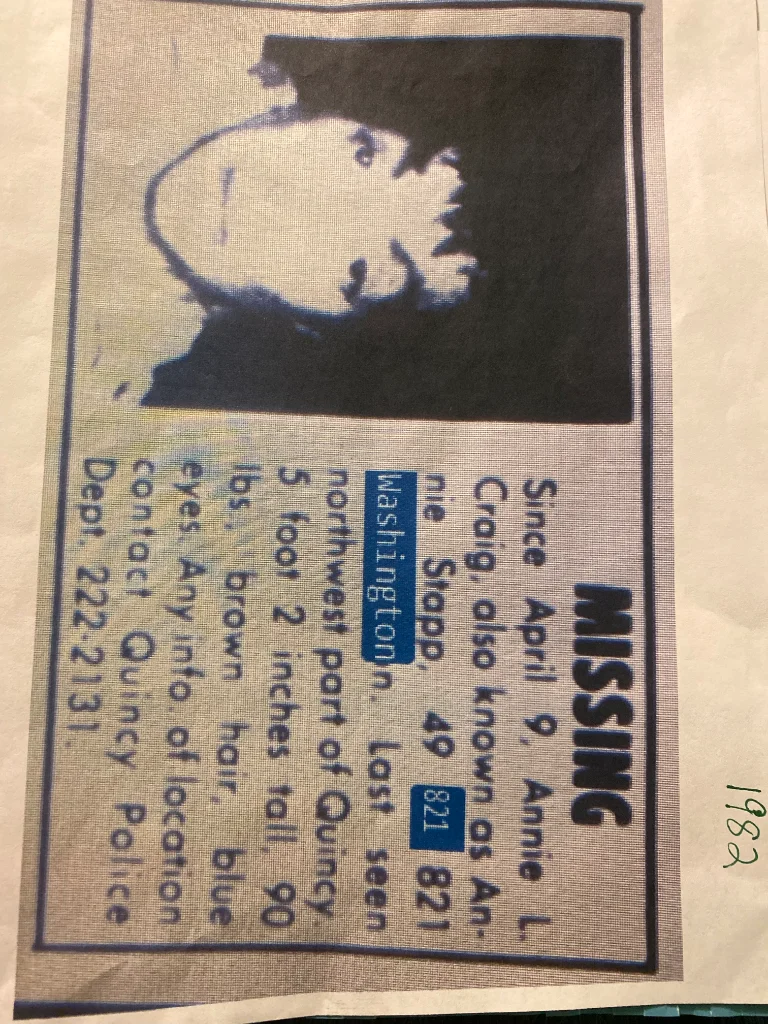 1982
MISSING
Since April 9, Annie L.
Craig, also known as An-
nie Stapp, 49 821 821
washington n. Last seen
northwest part of Quincy.
5 foot 2 inches tall, 90
lbs., brown hair, blue
eyes. Any info. of location
contact Quincy Police
Dept. 222-2131.